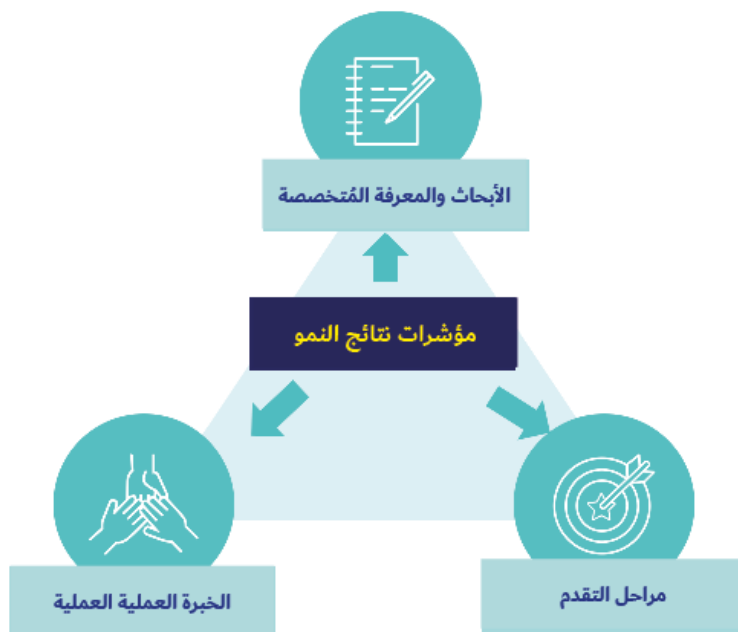 الأبحاث والمعرفة المُتخصصة
مؤشرات نتائج النمو
مراحل التقدم
الخبرة العملية العملية